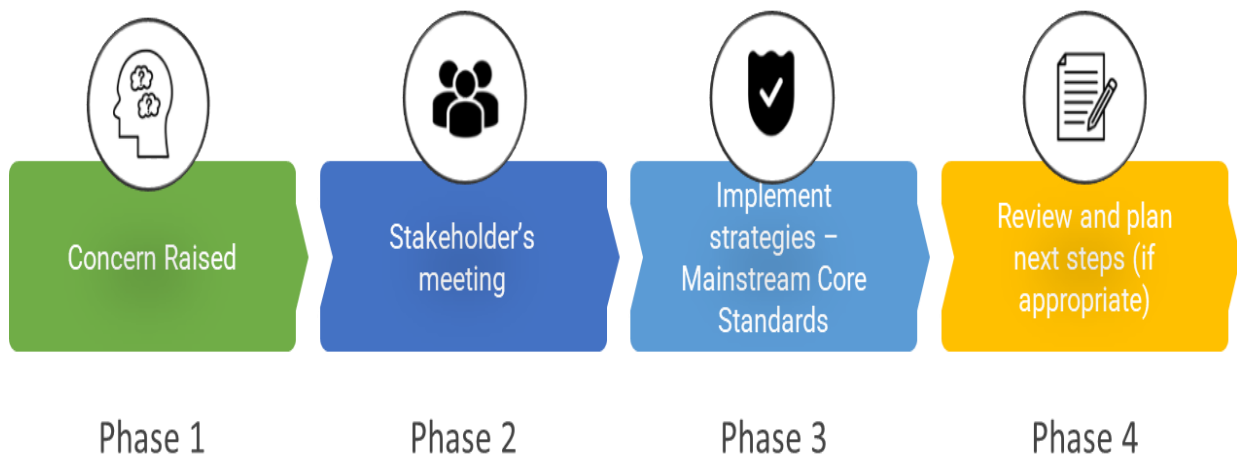 Concern Raised
Stakeholder’s
meeting
Implement
strategies –
Mainstream Core
Standards
Review and plan
next steps (if
appropriate)
Phase 1
Phase 2
Phase 3
Phase 4